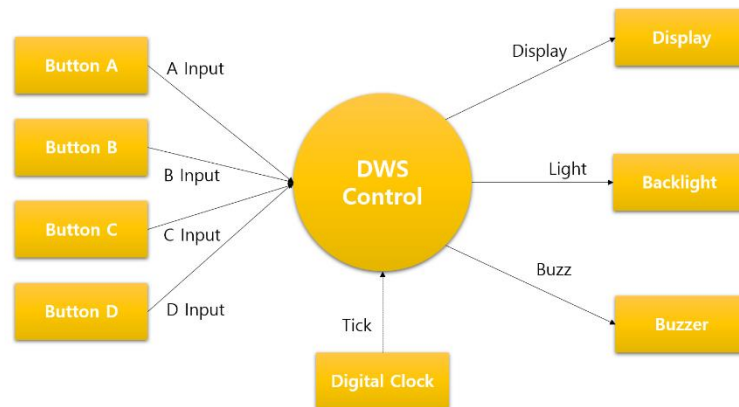 Button A
A Input
Button B
B Input
Button C
C Input
Button D
D Input
DWS
Control
Tick
Digital Clock
Display
Display
Light
Backlight
Buzz
Buzzer